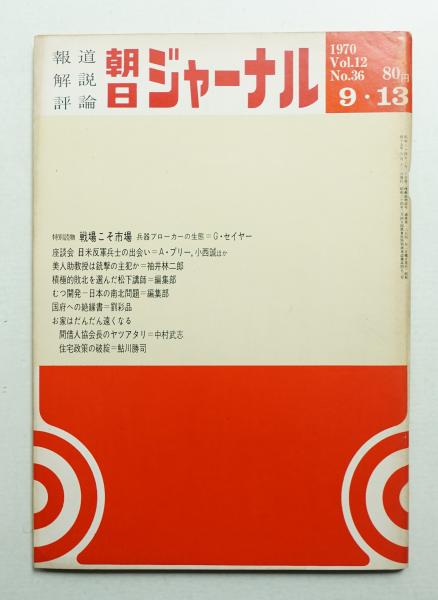 報道
解説
評論
朝日ジャーナル
1970
Vol.12
No.36
80円
9・13
特別読物 戦場こそ市場 兵器ブローカーの生態=G・セイヤー
座談会 日米反軍兵士の出会い=A・プリー。小西誠ほか
美人助教授は銃撃の主犯か=袖井林二郎
積極的敗北を選んだ松下講師=編集部
むつ開発―日本の南北問題=編集部
国府への絶縁書=劉彩品
お家はだんだん遠くなる
間借人協会長のヤツアタリ=中村武志
住宅政策の破綻=鮎川勝司